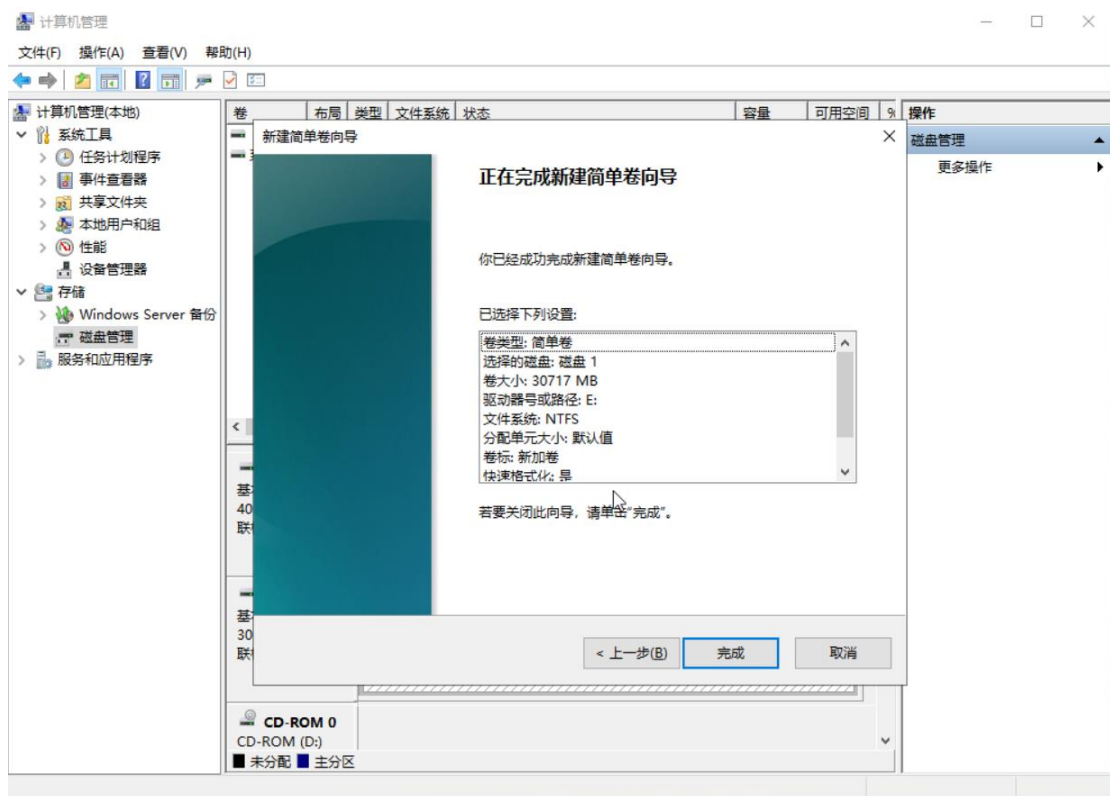 计算机管理
文件(F) 操作(A) 查看(V) 帮助(H)
计算机管理(本地)
系统工具
任务计划程序
事件查看器
共享文件夹
本地用户和组
性能
设备管理器
存储
Windows Server 备份
磁盘管理
服务和应用程序
卷 布局 类型 文件系统 状态 容量 可用空间 %
新建简单卷向导
正在完成新建简单卷向导
你已经成功完成新建简单卷向导。
已选择下列设置:
卷类型: 简单卷
选择的磁盘: 磁盘 1
卷大小: 30717 MB
驱动器号或路径: E:
文件系统: NTFS
分配单元大小: 默认值
卷标: 新加卷
快速格式化: 是
若要关闭此向导，请单击"完成"。
< 上一步(B) 完成 取消
基
40
联
基
30
联
CD-ROM 0
CD-ROM (D:)
未分配 主分区
操作
磁盘管理
更多操作